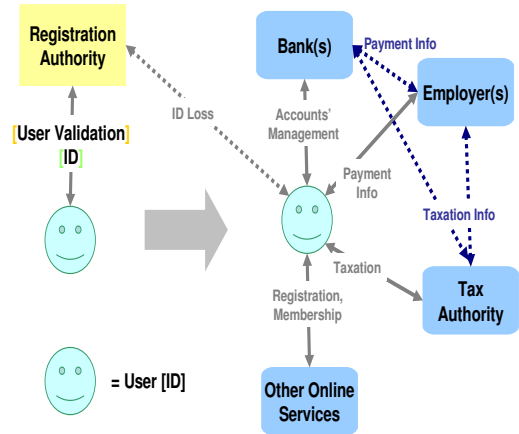 Registration
Authority
Bank(s)
Payment Info
Employer(s)
ID Loss
Accounts'
Management
[User Validation]
[ID]
Payment
Info
Taxation Info
Taxation
Registration,
Membership
Tax
Authority
= User [ID]
Other Online
Services